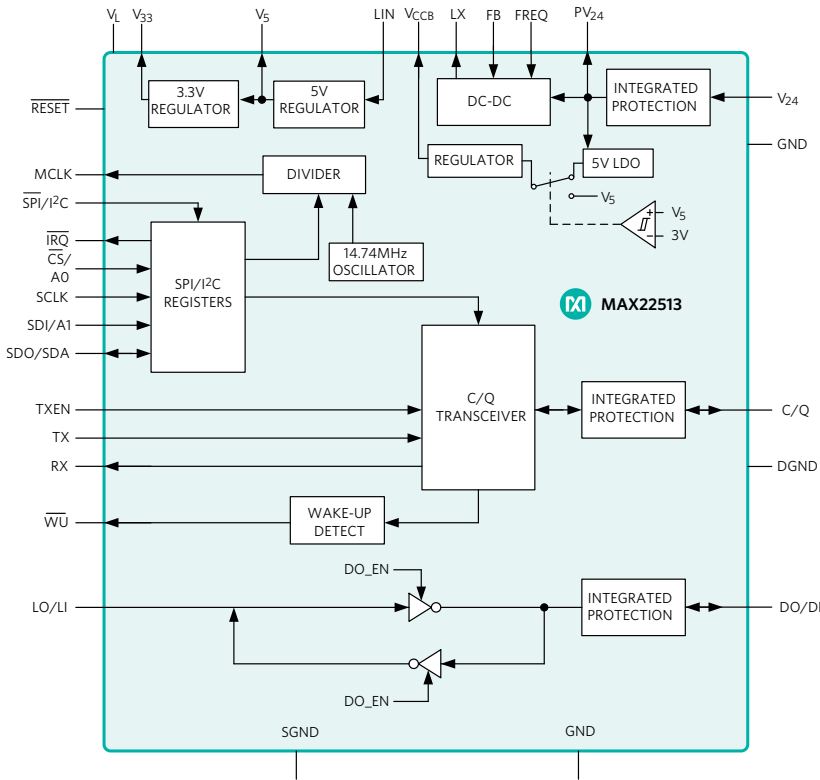 VL V33 V5 LIN VCCB LX FB FREQ PV24
3.3V
REGULATOR
5V
REGULATOR
DC-DC
INTEGRATED
PROTECTION
V24
RESET
GND
REGULATOR
5V LDO
V5
V5
3V
MCLK
DIVIDER
SPI/I²C
14.74MHz
OSCILLATOR
IRQ
CS/
A0
SCLK
SDI/A1
SDO/SDA
SPI/I²C
REGISTERS
MAX22513
TXEN
TX
RX
C/Q
TRANSCEIVER
INTEGRATED
PROTECTION
C/Q
DGND
WU
WAKE-UP
DETECT
DO_EN
LO/LI
INTEGRATED
PROTECTION
DO/DI
DO_EN
SGND
GND